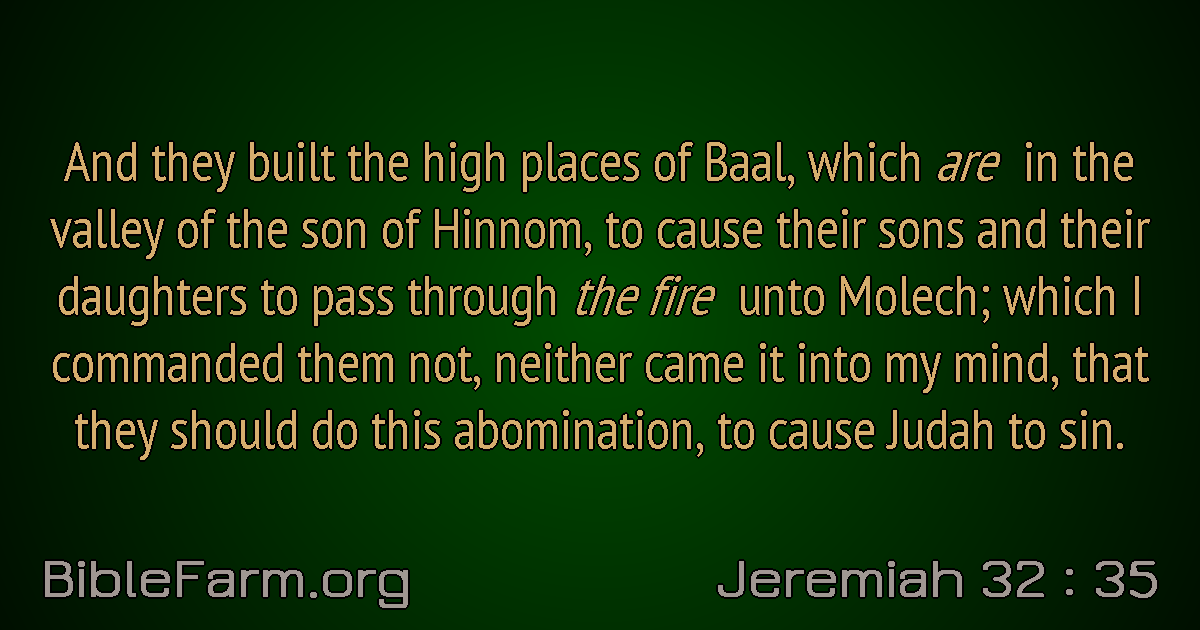 And they built the high places of Baal, which are in the
valley of the son of Hinnom, to cause their sons and their
daughters to pass through the fire unto Molech; which I
commanded them not, neither came it into my mind, that
they should do this abomination, to cause Judah to sin.
BibleFarm.org
Jeremiah 32 : 35